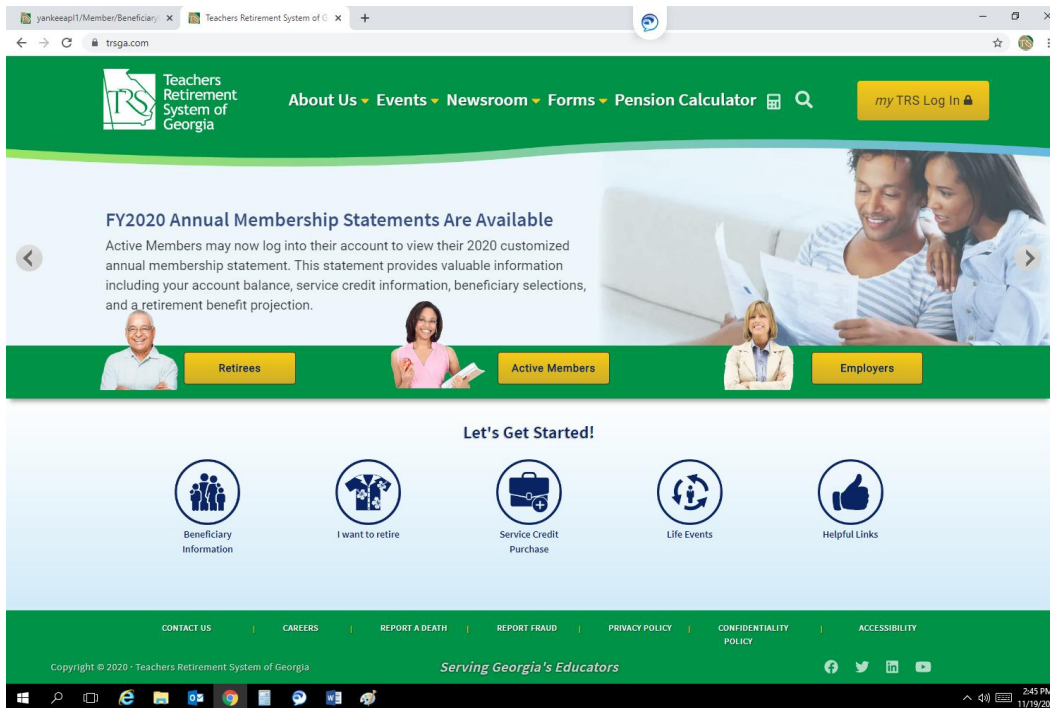 yankeeapl1/Member/Beneficiary
Teachers Retirement System of G
trsga.com
TRS
Teachers
Retirement
System of
Georgia
About Us Events Newsroom Forms Pension Calculator
my TRS Log In
FY2020 Annual Membership Statements Are Available
Active Members may now log into their account to view their 2020 customized
annual membership statement. This statement provides valuable information
including your account balance, service credit information, beneficiary selections,
and a retirement benefit projection.
Retirees
Active Members
Employers
Let's Get Started!
Beneficiary
Information
I want to retire
Service Credit
Purchase
Life Events
Helpful Links
CONTACT US | CAREERS | REPORT A DEATH | REPORT FRAUD | PRIVACY POLICY | CONFIDENTIALITY
POLICY
| ACCESSIBILITY
Copyright © 2020 · Teachers Retirement System of Georgia
Serving Georgia's Educators
2:45 PM
11/19/20